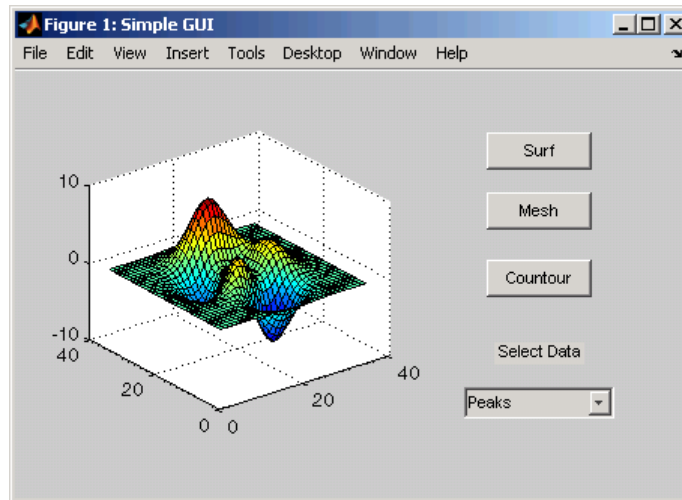 Figure 1: Simple GUI
File Edit View Insert Tools Desktop Window Help
Surf
Mesh
Countour
Select Data
Peaks
10
0
-10
40
20
0
0
20
40